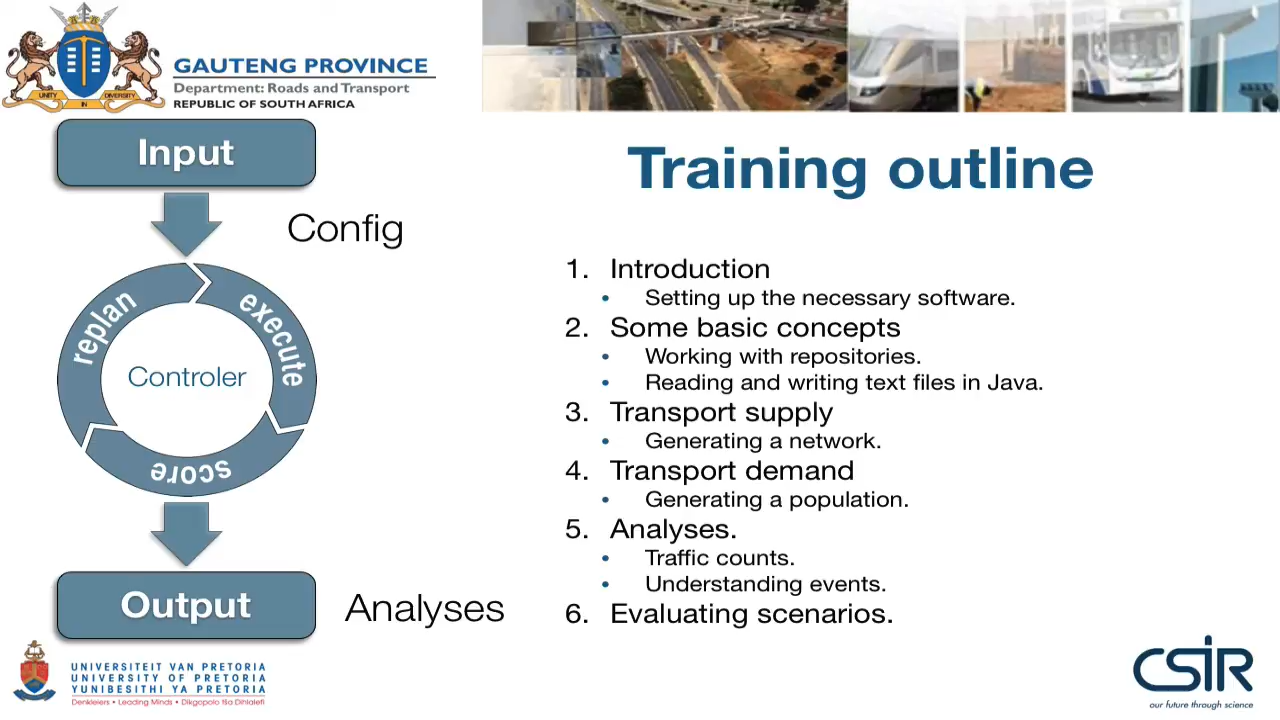 UNITY IN DIVERSITY
GAUTENG PROVINCE
Department: Roads and Transport
REPUBLIC OF SOUTH AFRICA
Input
Config
replan
execute
Controler
score
Output
Analyses
Training outline
1. Introduction
• Setting up the necessary software.
2. Some basic concepts
• Working with repositories.
• Reading and writing text files in Java.
3. Transport supply
• Generating a network.
4. Transport demand
• Generating a population.
5. Analyses.
• Traffic counts.
• Understanding events.
6. Evaluating scenarios.
UNIVERSITEIT VAN PRETORIA
UNIVERSITY OF PRETORIA
YUNIBESITHI YA PRETORIA
Denkleiers • Leading Minds • Dikgopolo tša Dihlalefi
CSIR
our future through science